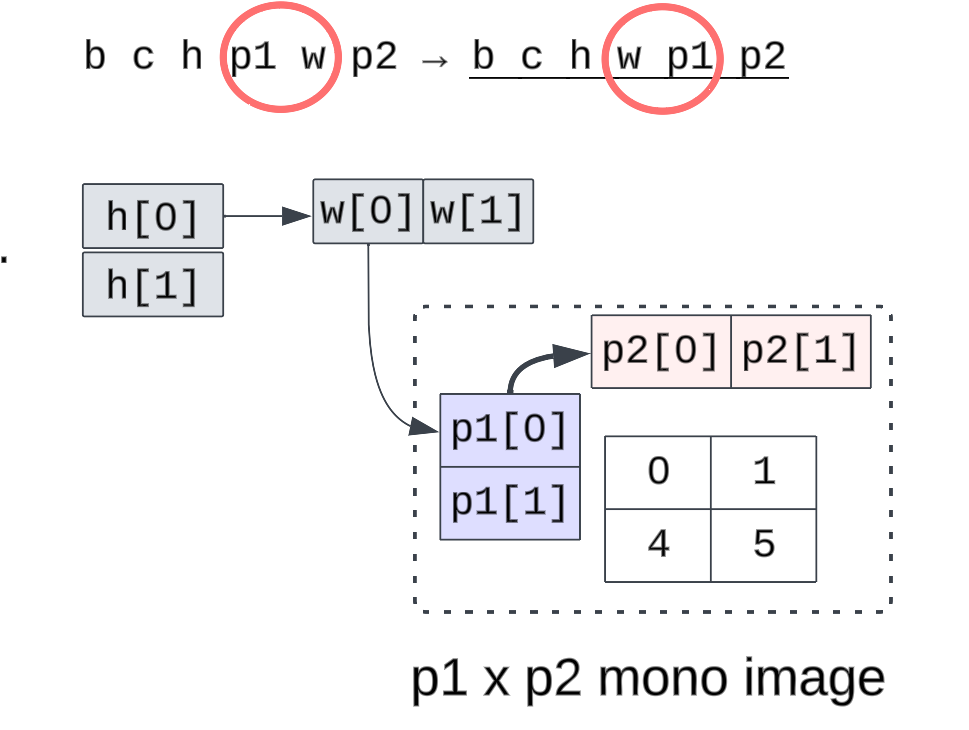 b c h p1 w p2 → b c h w p1 p2
h[0]
w[0] w[1]
h[1]
.
p2[0] p2[1]
p1[0]
p1[1]
0 1
4 5
p1 x p2 mono image